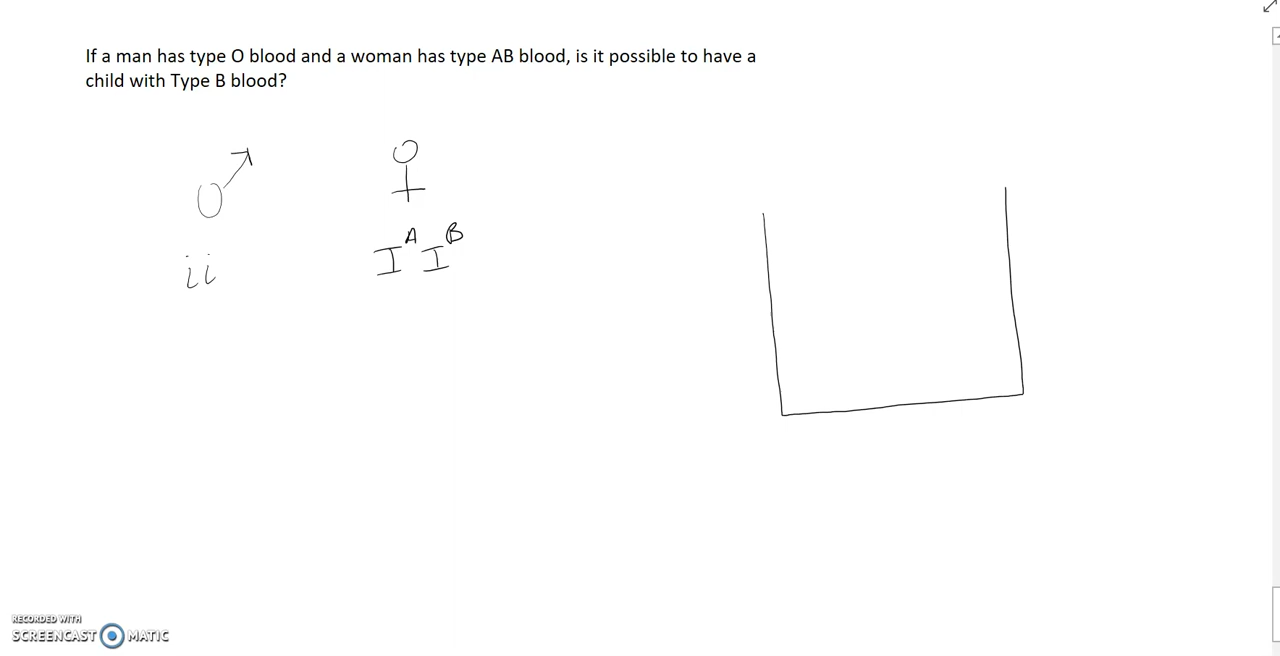 If a man has type O blood and a woman has type AB blood, is it possible to have a
child with Type B blood?
ii
I^A I^B
RECORDED WITH
SCREENCAST MATIC